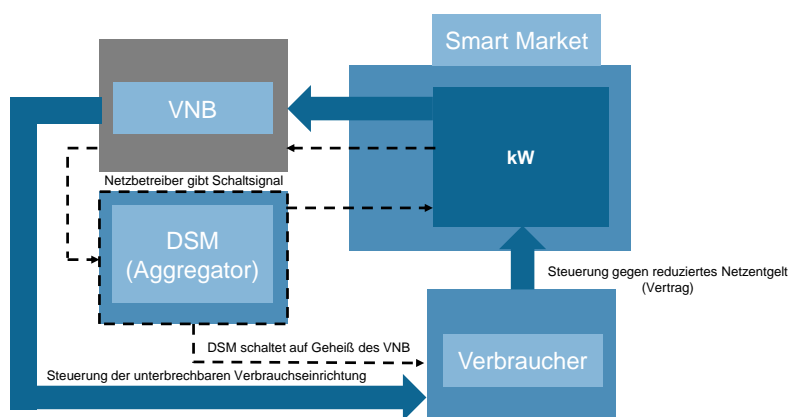 Smart Market
VNB
kW
Netzbetreiber gibt Schaltsignal
DSM
(Aggregator)
Steuerung gegen reduziertes Netzentgelt
(Vertrag)
DSM schaltet auf Geheiß des VNB
Verbraucher
Steuerung der unterbrechbaren Verbrauchseinrichtung